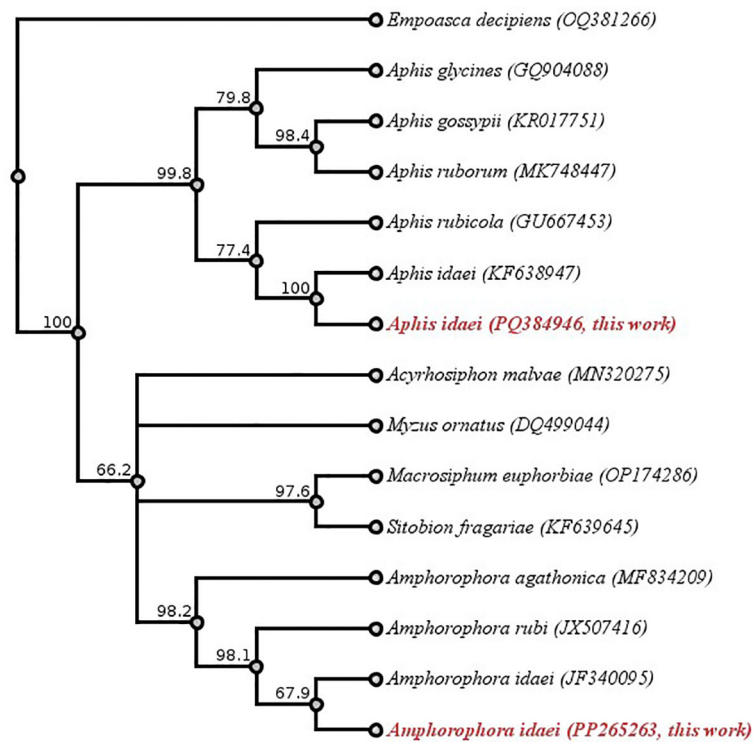 Empoasca decipiens (OQ381266)
Aphis glycines (GQ904088)
79.8
Aphis gossypii (KR017751)
98.4
Aphis ruborum (MK748447)
99.8
Aphis rubicola (GU667453)
77.4
Aphis idaei (KF638947)
100
Aphis idaei (PQ384946, this work)
100
Acyrhosiphon malvae (MN320275)
Myzus ornatus (DQ499044)
66.2
Macrosiphum euphorbiae (OP174286)
97.6
Sitobion fragariae (KF639645)
Amphorophora agathonica (MF834209)
98.2
Amphorophora rubi (JX507416)
98.1
Amphorophora idaei (JF340095)
67.9
Amphorophora idaei (PP265263, this work)